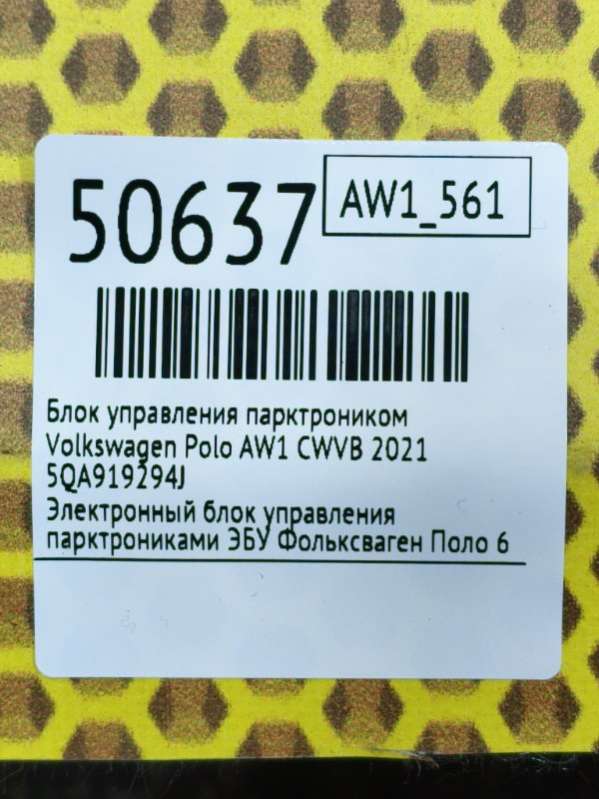 50637
AW1_561
Блок управления парктроником
Volkswagen Polo AW1 CWVB 2021
5QA919294J
Электронный блок управления
парктрониками ЭБУ Фольксваген Поло 6